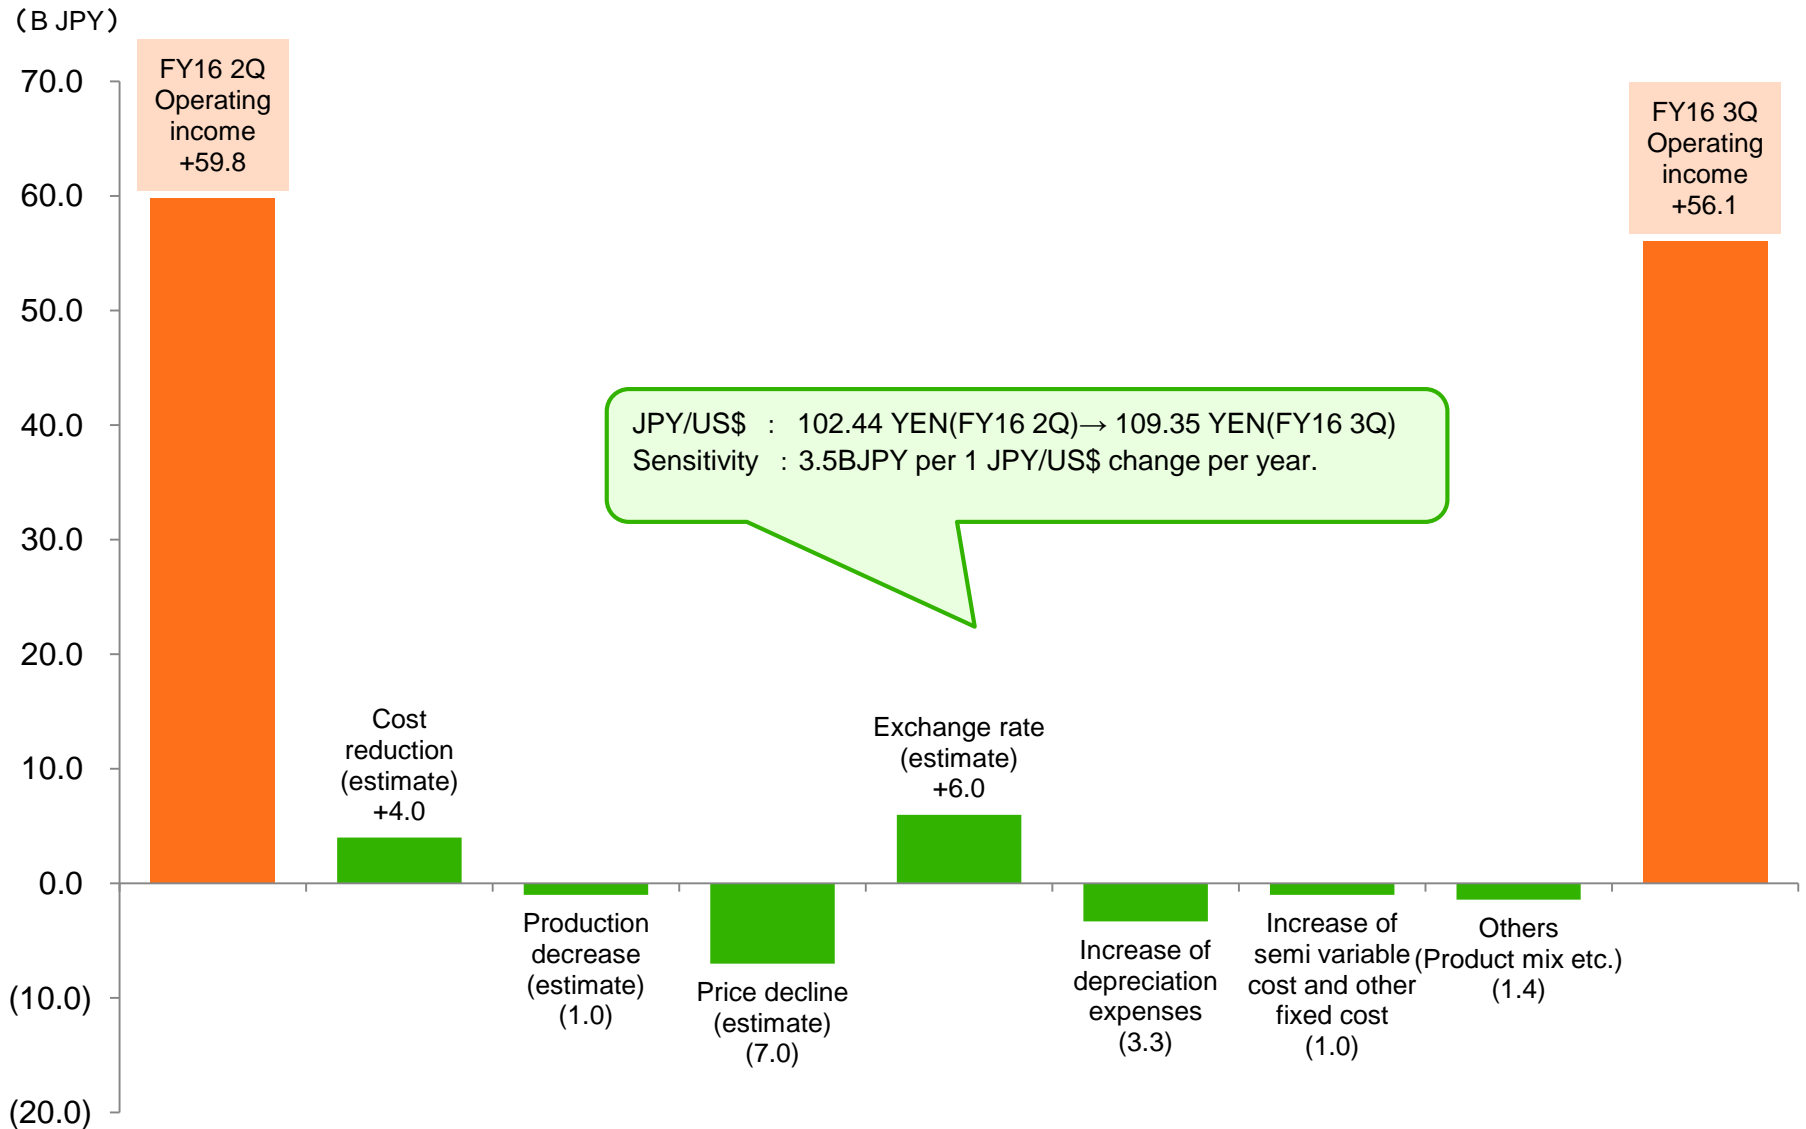 （B JPY）
70.0
60.0
50.0
40.0
30.0
20.0
10.0
0.0
(10.0)
(20.0)
FY16 2Q
Operating
income
+59.8
Cost
reduction
(estimate)
+4.0
Production
decrease
(estimate)
(1.0)
Price decline
(estimate)
(7.0)
JPY/US$ : 102.44 YEN(FY16 2Q)→ 109.35 YEN(FY16 3Q)
Sensitivity : 3.5BJPY per 1 JPY/US$ change per year.
Exchange rate
(estimate)
+6.0
Increase of
depreciation
expenses
(3.3)
Increase of
semi variable
cost and other
fixed cost
(1.0)
Others
(Product mix etc.)
(1.4)
FY16 3Q
Operating
income
+56.1